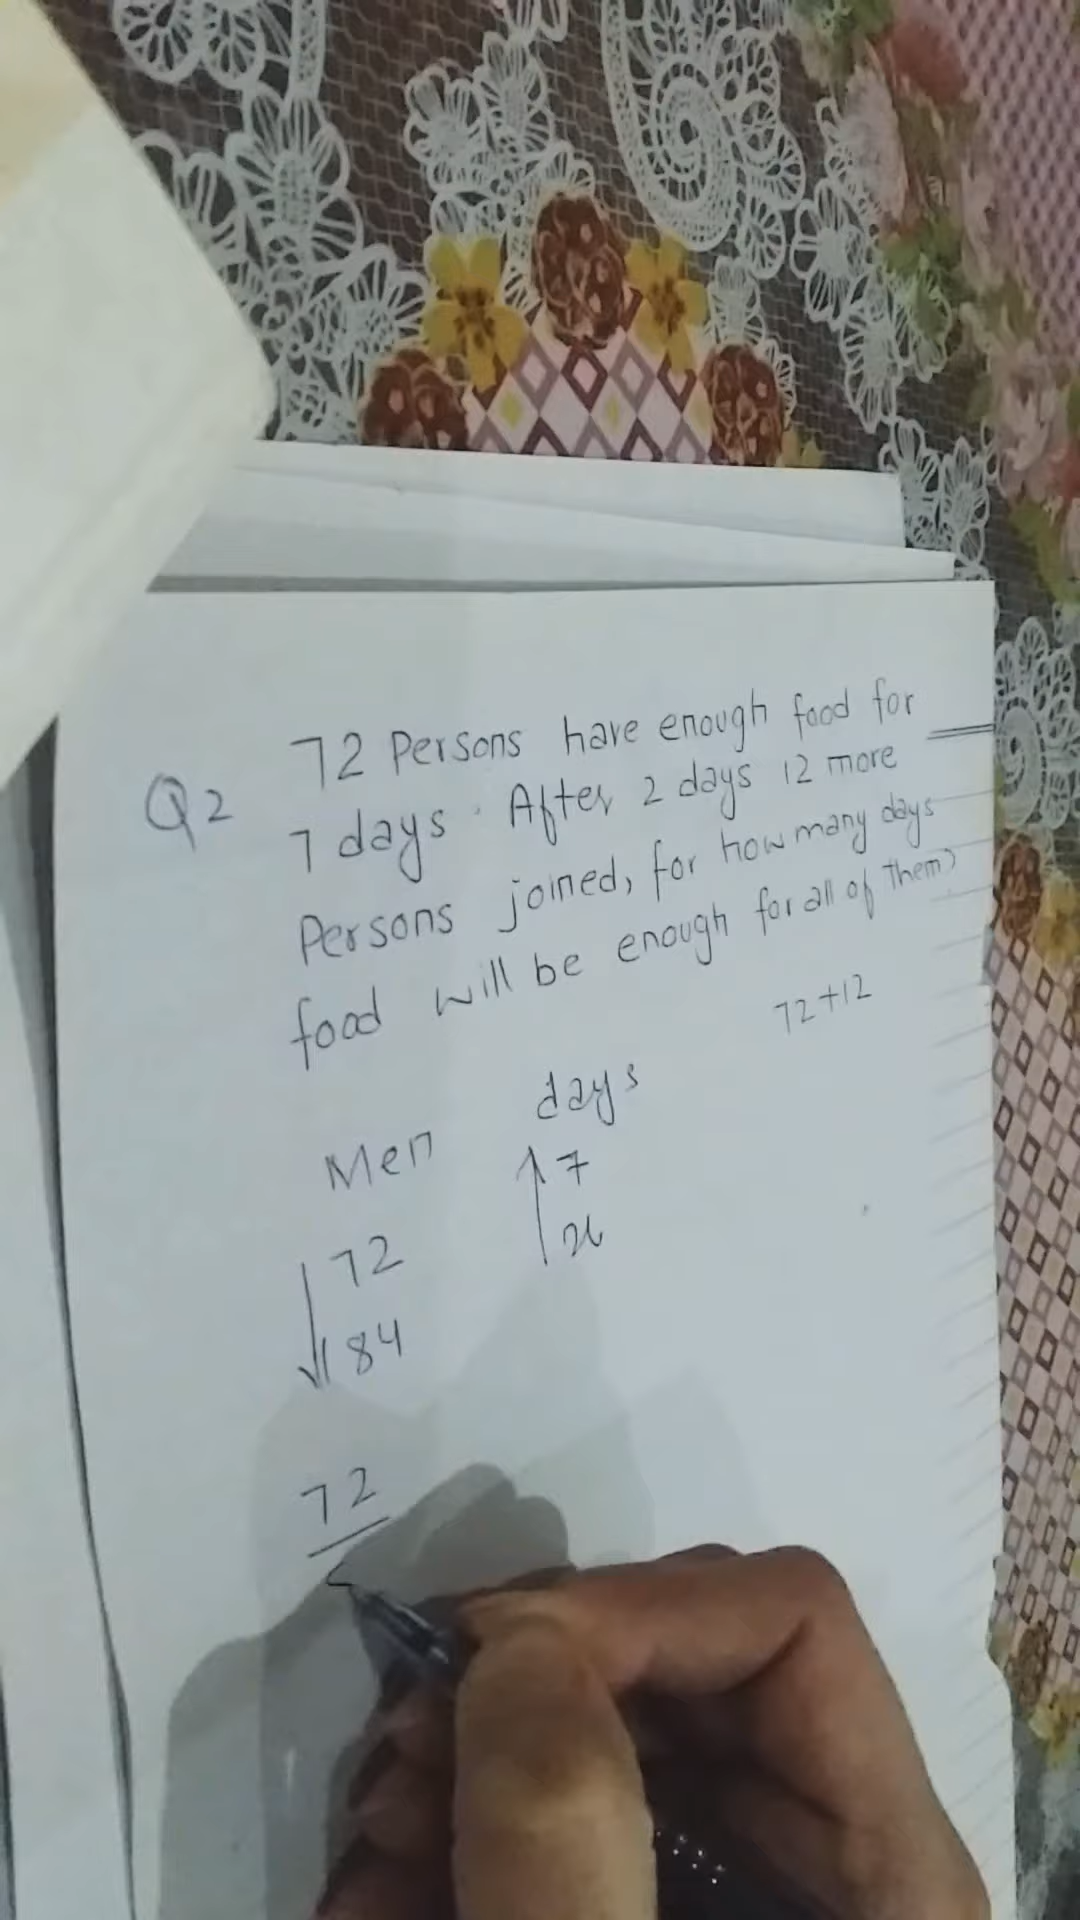 Q2 72 Persons have enough food for
7 days. After 2 days 12 more
Persons joined, for how many days
food will be enough for all of them?
72+12
Men days
72 7
84 x
72